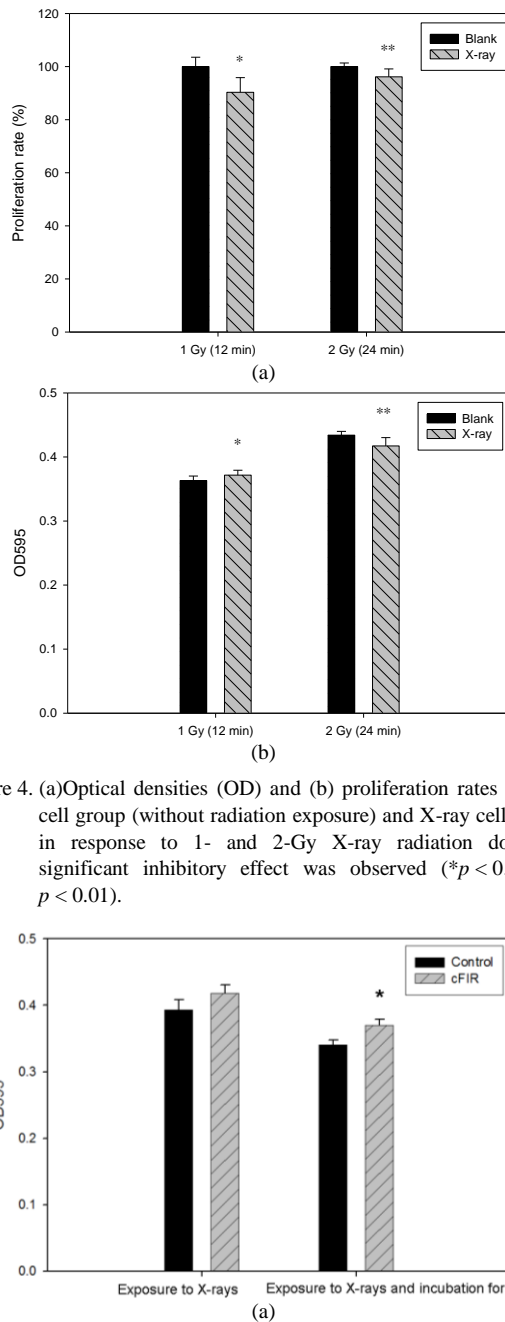 120
100
80
60
40
20
0
Proliferation rate (%)
Blank
X-ray
*
**
1 Gy (12 min)
2 Gy (24 min)
(a)
0.5
0.4
0.3
0.2
0.1
0.0
OD595
Blank
X-ray
*
**
1 Gy (12 min)
2 Gy (24 min)
(b)
re 4. (a)Optical densities (OD) and (b) proliferation rates
cell group (without radiation exposure) and X-ray cell
in response to 1- and 2-Gy X-ray radiation do
significant inhibitory effect was observed (*p < 0.
p < 0.01).
0.5
0.4
0.3
0.2
0.1
0.0
Control
cFIR
*
Exposure to X-rays
Exposure to X-rays and incubation for
(a)